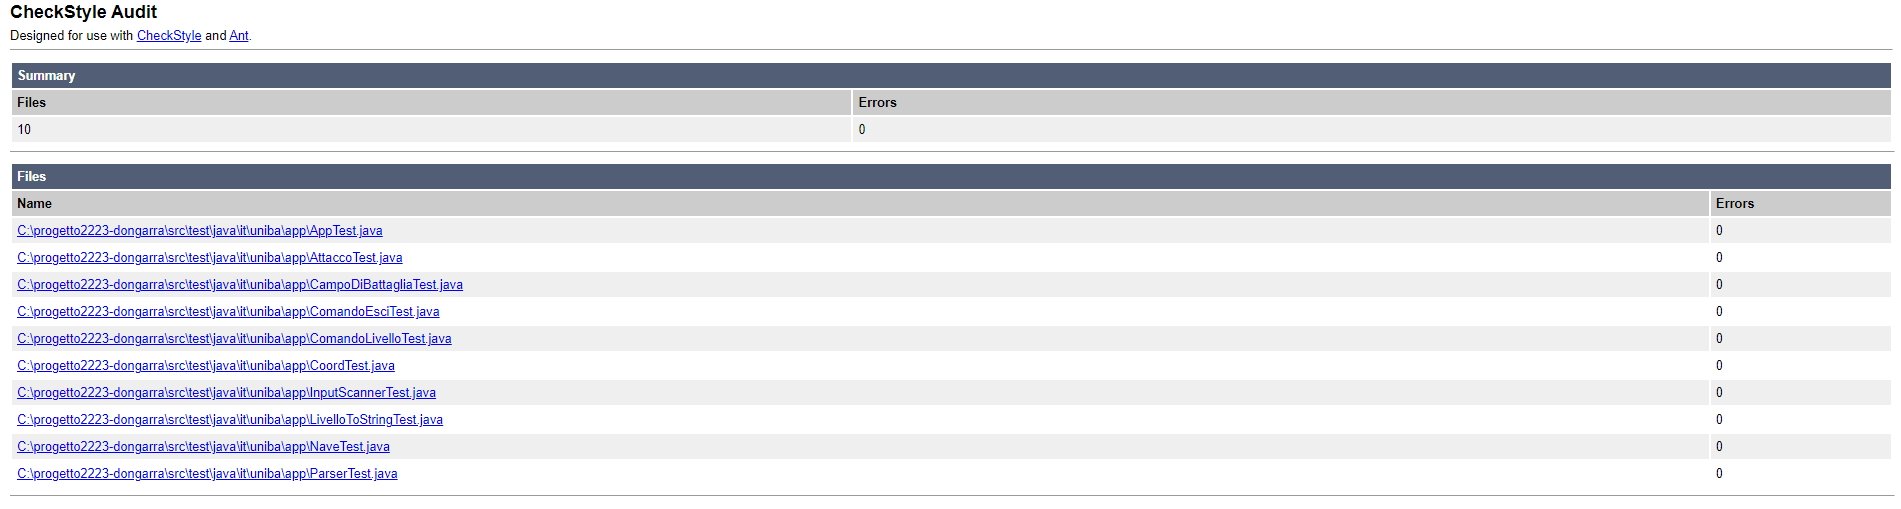 CheckStyle Audit
Designed for use with CheckStyle and Ant.
Summary
Files Errors
10 0
Files
Name Errors
C:\progetto2223-dongarra\src\test\java\it\uniba\app\AppTest.java 0
C:\progetto2223-dongarra\src\test\java\it\uniba\app\AttaccoTest.java 0
C:\progetto2223-dongarra\src\test\java\it\uniba\app\CampoDiBattagliaTest.java 0
C:\progetto2223-dongarra\src\test\java\it\uniba\app\ComandoEsciTest.java 0
C:\progetto2223-dongarra\src\test\java\it\uniba\app\ComandoLivelloTest.java 0
C:\progetto2223-dongarra\src\test\java\it\uniba\app\CoordTest.java 0
C:\progetto2223-dongarra\src\test\java\it\uniba\app\InputScannerTest.java 0
C:\progetto2223-dongarra\src\test\java\it\uniba\app\LivelloToStringTest.java 0
C:\progetto2223-dongarra\src\test\java\it\uniba\app\NaveTest.java 0
C:\progetto2223-dongarra\src\test\java\it\uniba\app\ParserTest.java 0